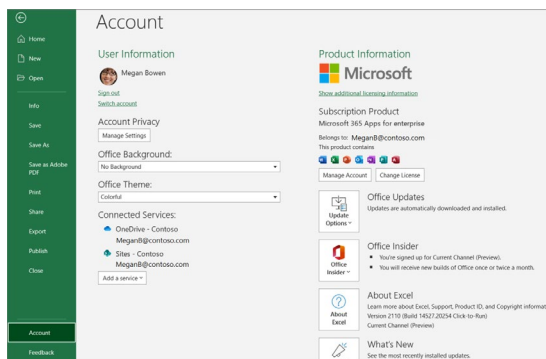 Account
Home
New
Open
Info
Save
Save As
Save as Adobe
PDF
Print
Share
Export
Publish
Close
Account
Feedback
User Information
Megan Bowen
Sign out
Switch account
Account Privacy
Manage Settings
Office Background:
No Background
Office Theme:
Colorful
Connected Services:
OneDrive - Contoso
MeganB@contoso.com
Sites - Contoso
MeganB@contoso.com
Add a service
Product Information
Microsoft
Show additional licensing information
Subscription Product
Microsoft 365 Apps for enterprise
Belongs to: MeganB@contoso.com
This product contains
Manage Account
Change License
Update
Options
Office Updates
Updates are automatically downloaded and installed.
Office
Insider
Office Insider
You're signed up for Current Channel (Preview).
You will receive new builds of Office once or twice a month.
About
Excel
About Excel
Learn more about Excel, Support, Product ID, and Copyright informat
Version 2110 (Build 14527.20254 Click-to-Run)
Current Channel (Preview)
What's New
See the most recently installed updates.